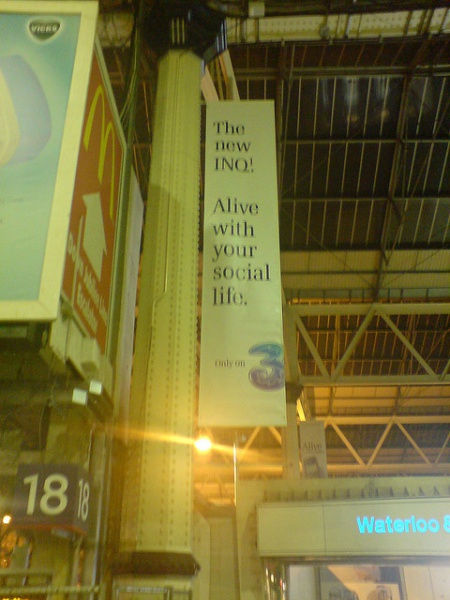 VICKS
The
new
INQ!
Alive
with
your
social
life.
Only on 3
18
18
Alive
Waterloo &